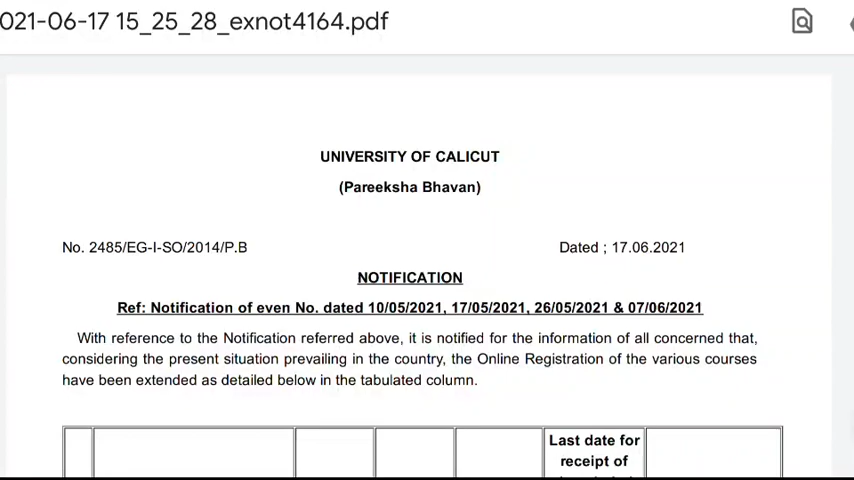 021-06-17 15_25_28_exnot4164.pdf
UNIVERSITY OF CALICUT
(Pareeksha Bhavan)
No. 2485/EG-I-SO/2014/P.B Dated ; 17.06.2021
NOTIFICATION
Ref: Notification of even No. dated 10/05/2021, 17/05/2021, 26/05/2021 & 07/06/2021
With reference to the Notification referred above, it is notified for the information of all concerned that,
considering the present situation prevailing in the country, the Online Registration of the various courses
have been extended as detailed below in the tabulated column.
Last date for
receipt of